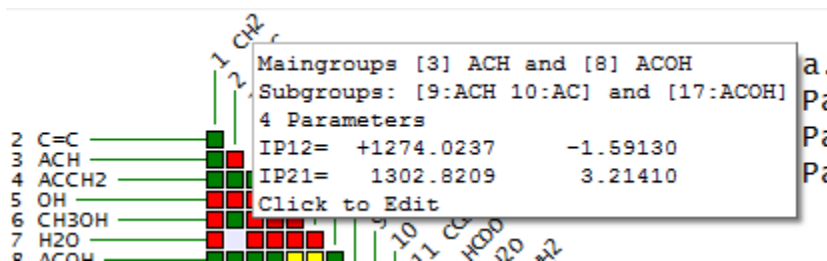 1 CH2
2
Maingroups [3] ACH and [8] ACOH
Subgroups: [9:ACH 10:AC] and [17:ACOH]
4 Parameters
IP12= +1274.0237 -1.59130
IP21= 1302.8209 3.21410
Click to Edit
a.
Pa
Pa
Pa
2 C=C
3 ACH
4 ACCH2
5 OH
6 CH3OH
7 H2O
8 ACOH
9
10
11